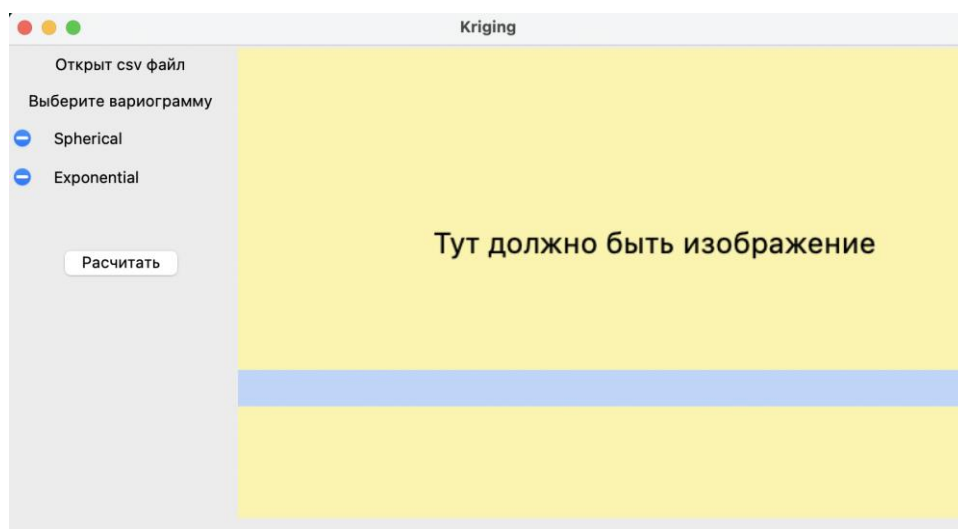 Kriging
Открыт csv файл
Выберите вариограмму
Spherical
Exponential
Расчитать
Тут должно быть изображение